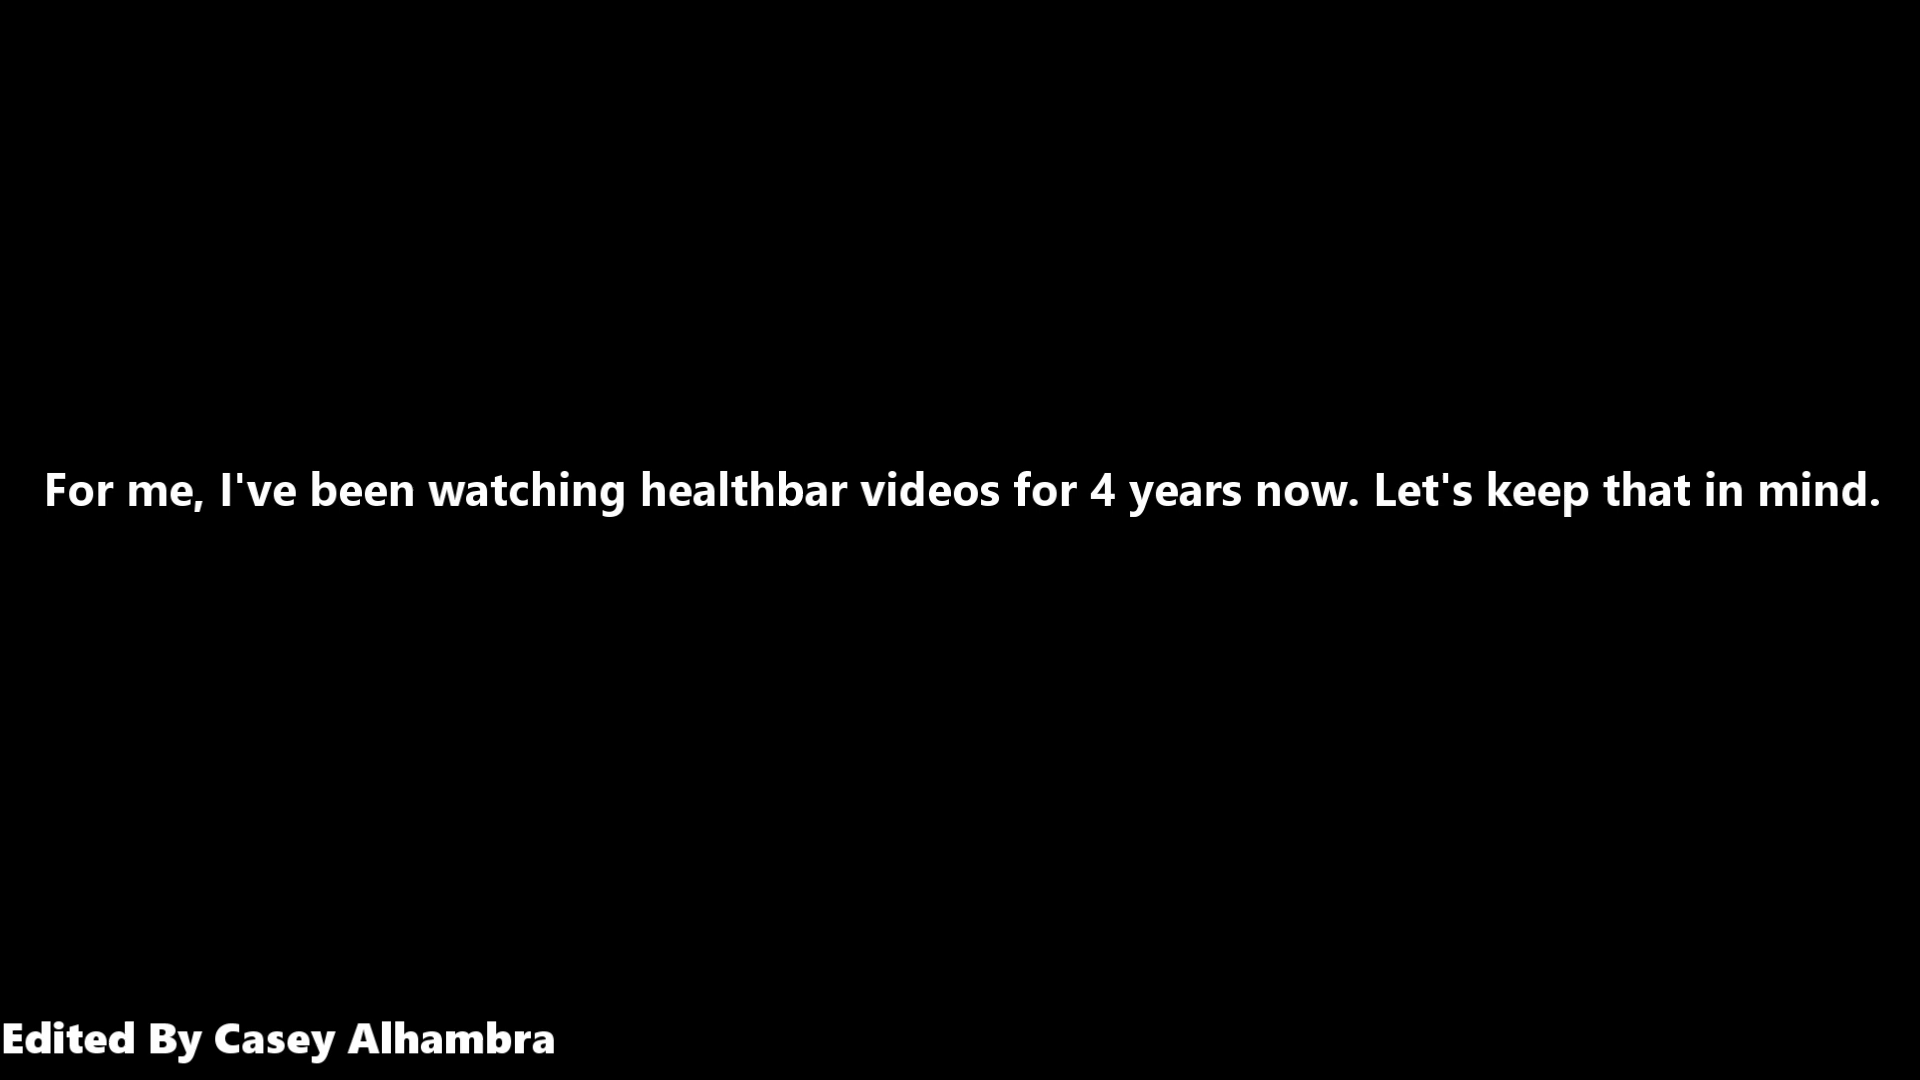 For me, I've been watching healthbar videos for 4 years now. Let's keep that in mind.
Edited By Casey Alhambra